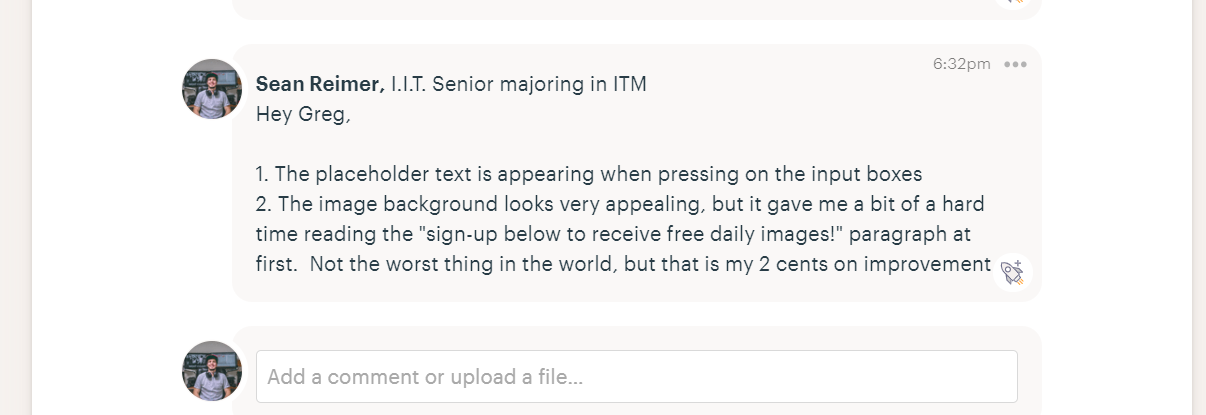 6:32pm
Sean Reimer, I.I.T. Senior majoring in ITM
Hey Greg,
1. The placeholder text is appearing when pressing on the input boxes
2. The image background looks very appealing, but it gave me a bit of a hard
time reading the "sign-up below to receive free daily images!" paragraph at
first.  Not the worst thing in the world, but that is my 2 cents on improvement
Add a comment or upload a file...